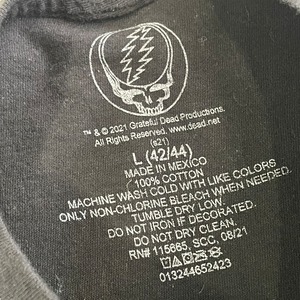 ™ & © 2021 Grateful Dead Productions.
All Rights Reserved. www.dead.net
(s21)
L (42/44)
MADE IN MEXICO
100% COTTON
MACHINE WASH COLD WITH LIKE COLORS
ONLY NON-CHLORINE BLEACH WHEN NEEDED.
TUMBLE DRY LOW.
DO NOT IRON IF DECORATED.
DO NOT DRY CLEAN.
RN# 115665, SCC, 08/21
013244652423